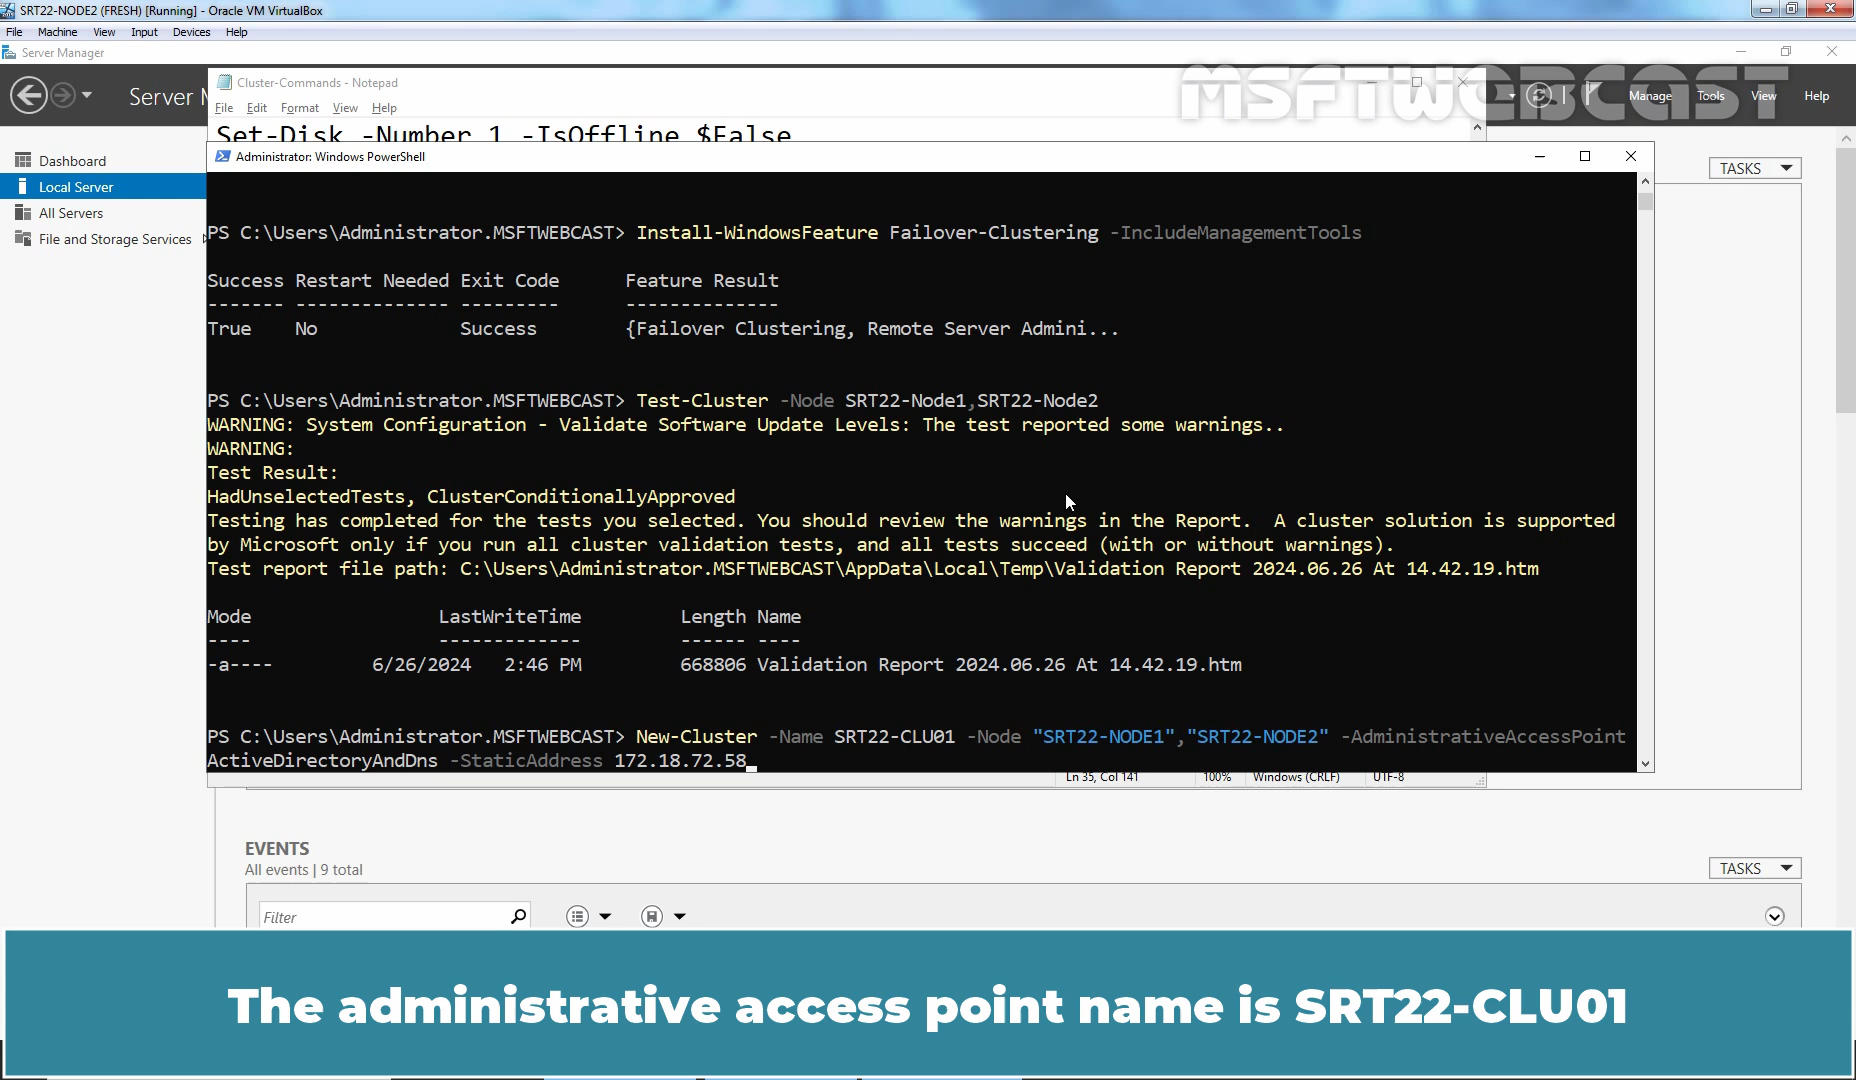 SRT22-NODE2 (FRESH) [Running] - Oracle VM VirtualBox
File Machine View Input Devices Help
Server Manager
Server M
MSFTWEBCAST
Manage Tools View Help
Cluster-Commands - Notepad
File Edit Format View Help
Set-Disk -Number 1 -IsOffline $False
Dashboard
Local Server
All Servers
File and Storage Services
TASKS
Administrator: Windows PowerShell
PS C:\Users\Administrator.MSFTWEBCAST> Install-WindowsFeature Failover-Clustering -IncludeManagementTools
Success Restart Needed Exit Code Feature Result
------- -------------- --------- --------------
True No Success {Failover Clustering, Remote Server Admini...
PS C:\Users\Administrator.MSFTWEBCAST> Test-Cluster -Node SRT22-Node1,SRT22-Node2
WARNING: System Configuration - Validate Software Update Levels: The test reported some warnings..
WARNING:
Test Result:
HadUnselectedTests, ClusterConditionallyApproved
Testing has completed for the tests you selected. You should review the warnings in the Report.  A cluster solution is supported
by Microsoft only if you run all cluster validation tests, and all tests succeed (with or without warnings).
Test report file path: C:\Users\Administrator.MSFTWEBCAST\AppData\Local\Temp\Validation Report 2024.06.26 At 14.42.19.htm
Mode LastWriteTime Length Name
---- ------------- ------ ----
-a---- 6/26/2024 2:46 PM 668806 Validation Report 2024.06.26 At 14.42.19.htm
PS C:\Users\Administrator.MSFTWEBCAST> New-Cluster -Name SRT22-CLU01 -Node "SRT22-NODE1","SRT22-NODE2" -AdministrativeAccessPoint
ActiveDirectoryAndDns -StaticAddress 172.18.72.58_
Ln 35, Col 141 100% Windows (CRLF) UTF-8
EVENTS
All events | 9 total
TASKS
Filter
The administrative access point name is SRT22-CLU01